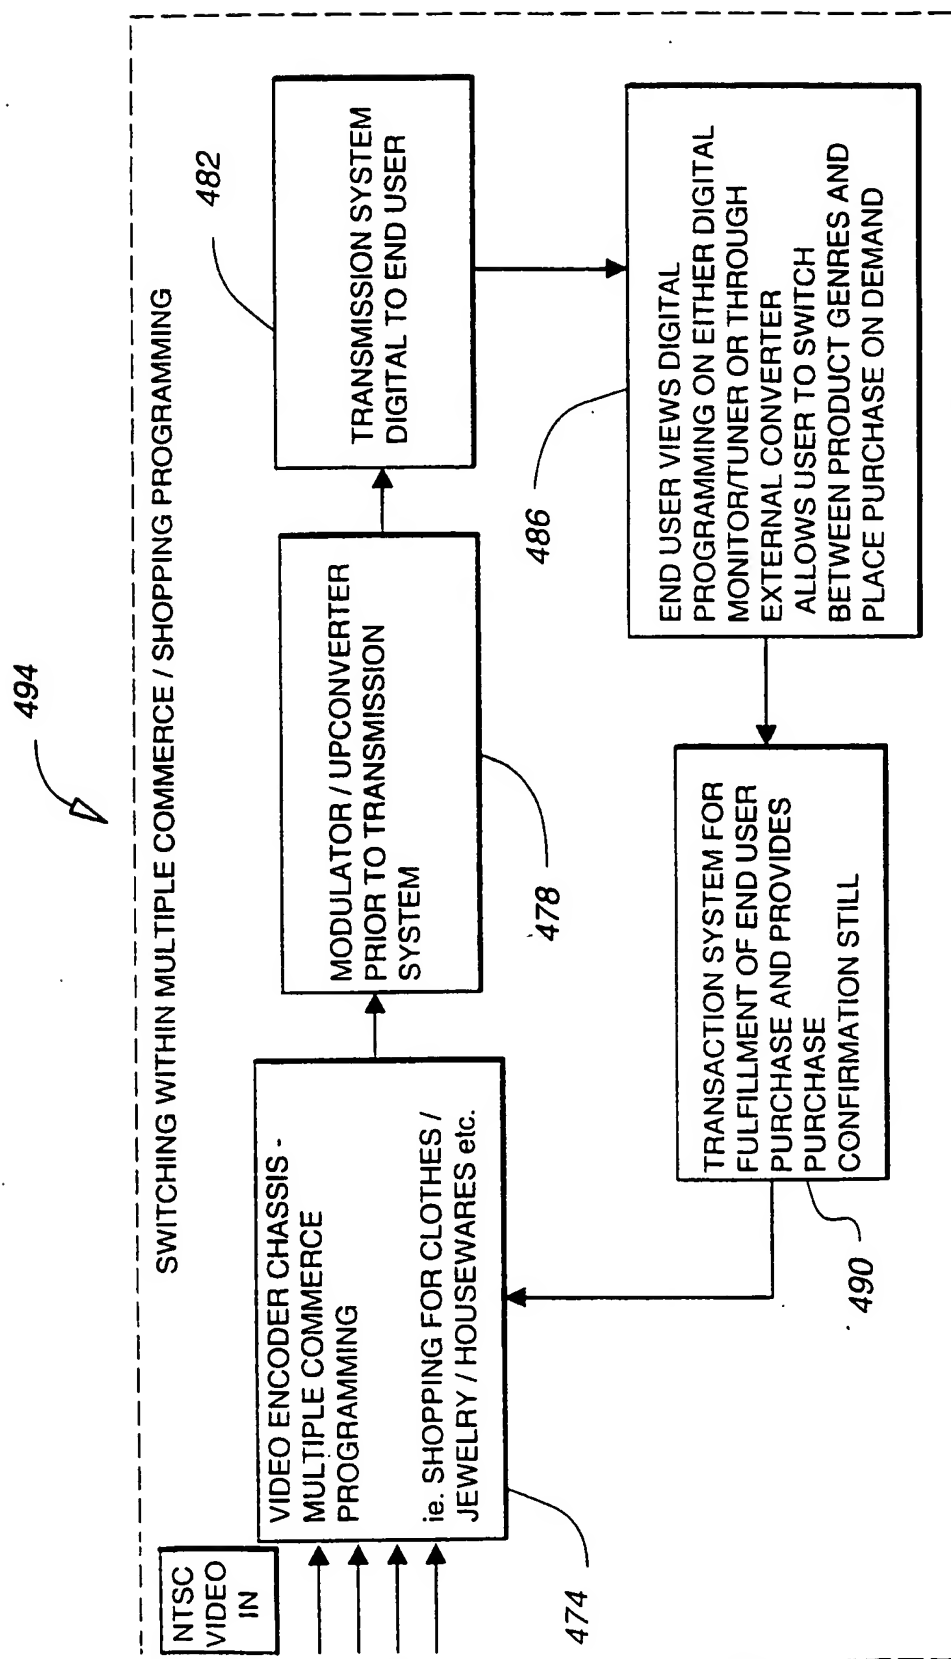 494
SWITCHING WITHIN MULTIPLE COMMERCE / SHOPPING PROGRAMMING
NTSC
VIDEO
IN
VIDEO ENCODER CHASSIS -
MULTIPLE COMMERCE
PROGRAMMING
ie. SHOPPING FOR CLOTHES /
JEWELRY / HOUSEWARES etc.
474
MODULATOR / UPCONVERTER
PRIOR TO TRANSMISSION
SYSTEM
478
TRANSMISSION SYSTEM
DIGITAL TO END USER
482
END USER VIEWS DIGITAL
PROGRAMMING ON EITHER DIGITAL
MONITOR/TUNER OR THROUGH
EXTERNAL CONVERTER
ALLOWS USER TO SWITCH
BETWEEN PRODUCT GENRES AND
PLACE PURCHASE ON DEMAND
486
TRANSACTION SYSTEM FOR
FULFILLMENT OF END USER
PURCHASE AND PROVIDES
PURCHASE
CONFIRMATION STILL
490